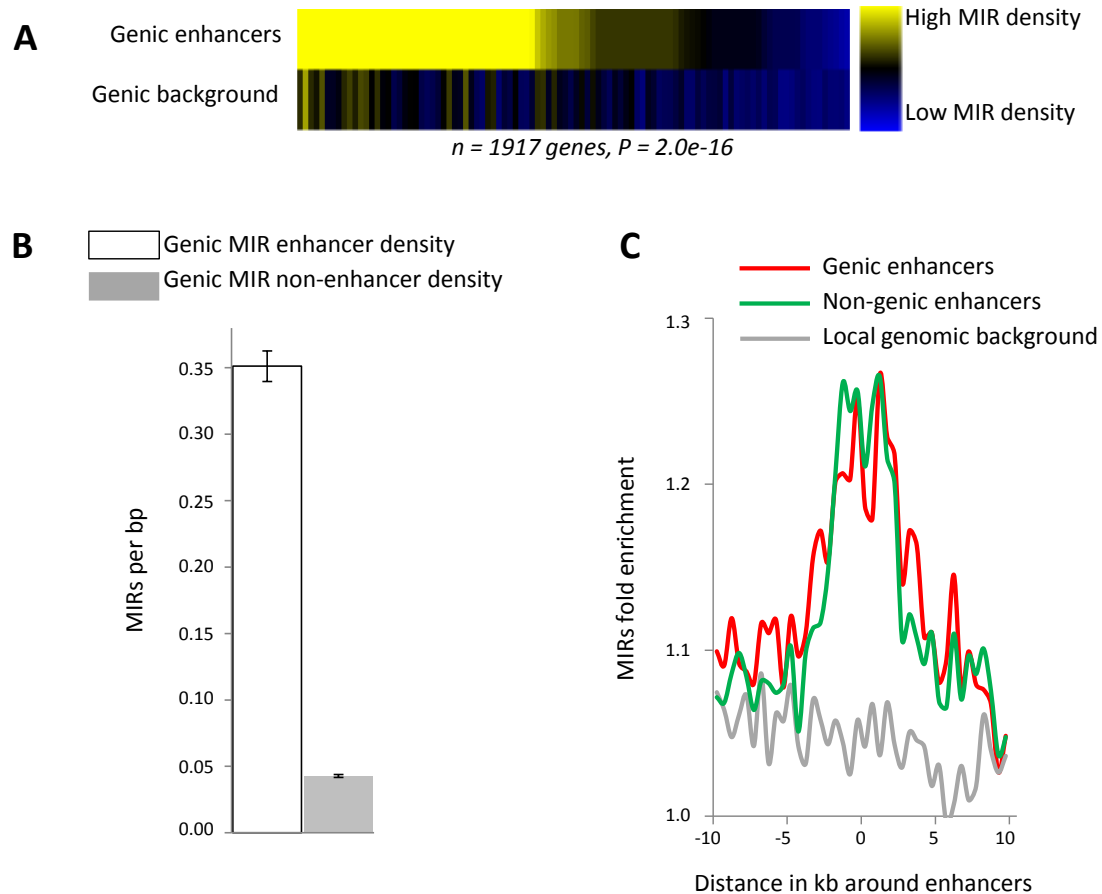 A
Genic enhancers
Genic background
High MIR density
Low MIR density
n = 1917 genes, P = 2.0e-16
B
Genic MIR enhancer density
Genic MIR non-enhancer density
MIRs per bp
0.35
0.30
0.25
0.20
0.15
0.10
0.05
0.00
C
Genic enhancers
Non-genic enhancers
Local genomic background
MIRs fold enrichment
1.3
1.2
1.1
1.0
-10 -5 0 5 10
Distance in kb around enhancers